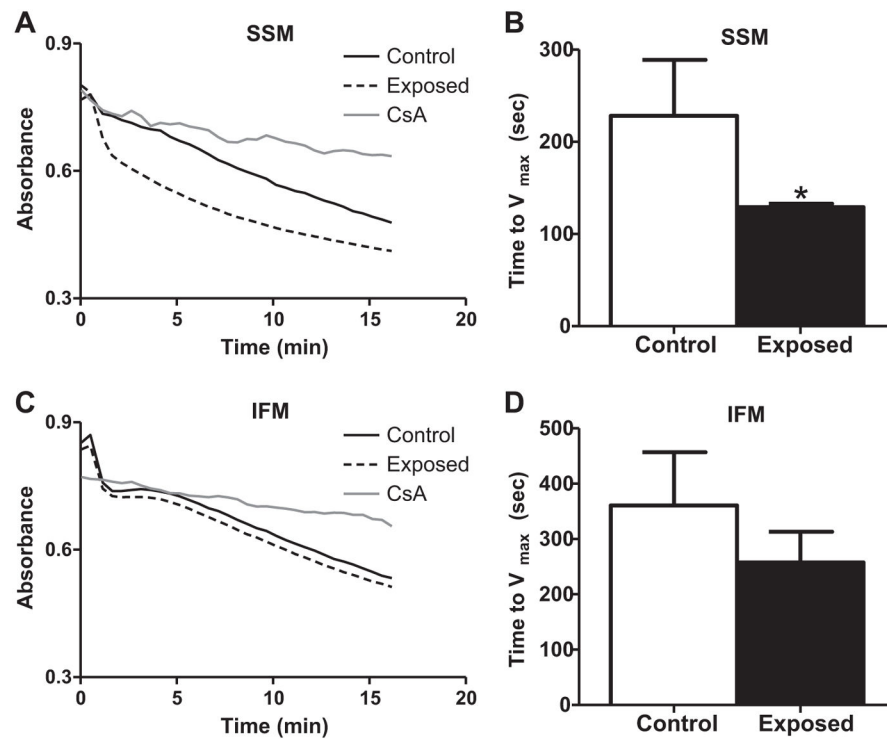 A
SSM
0.9
0.6
0.3
Absorbance
Control
Exposed
CsA
0
5
10
15
20
Time (min)
B
SSM
300
200
100
0
Time to V max (sec)
*
Control
Exposed
C
IFM
0.9
0.6
0.3
Absorbance
Control
Exposed
CsA
0
5
10
15
20
Time (min)
D
IFM
500
400
300
200
100
0
Time to V max (sec)
Control
Exposed